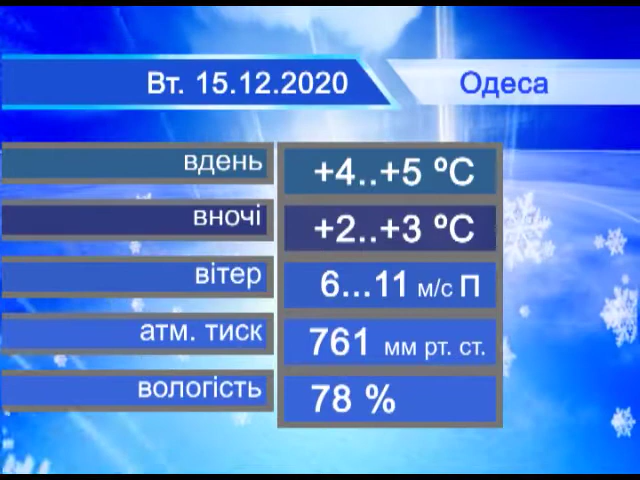 Вт. 15.12.2020
Одеса
вдень +4..+5 ºC
вночі +2..+3 ºC
вітер 6...11 м/с П
атм. тиск 761 мм рт. ст.
вологість 78 %